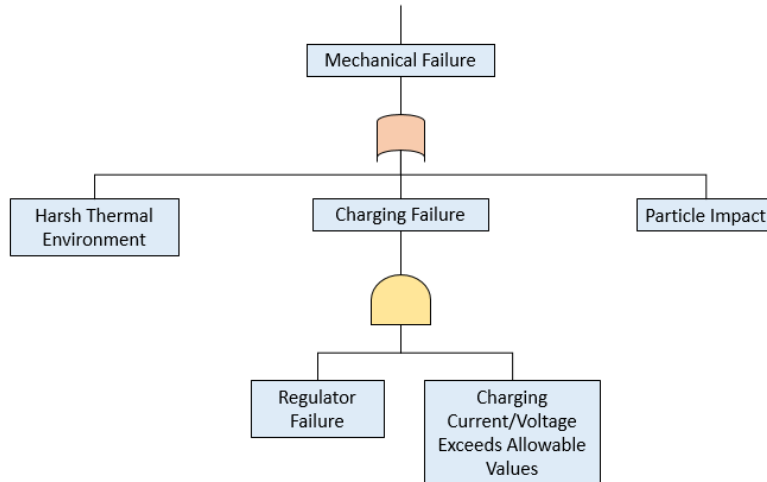 Mechanical Failure
Harsh Thermal
Environment
Charging Failure
Particle Impact
Regulator
Failure
Charging
Current/Voltage
Exceeds Allowable
Values